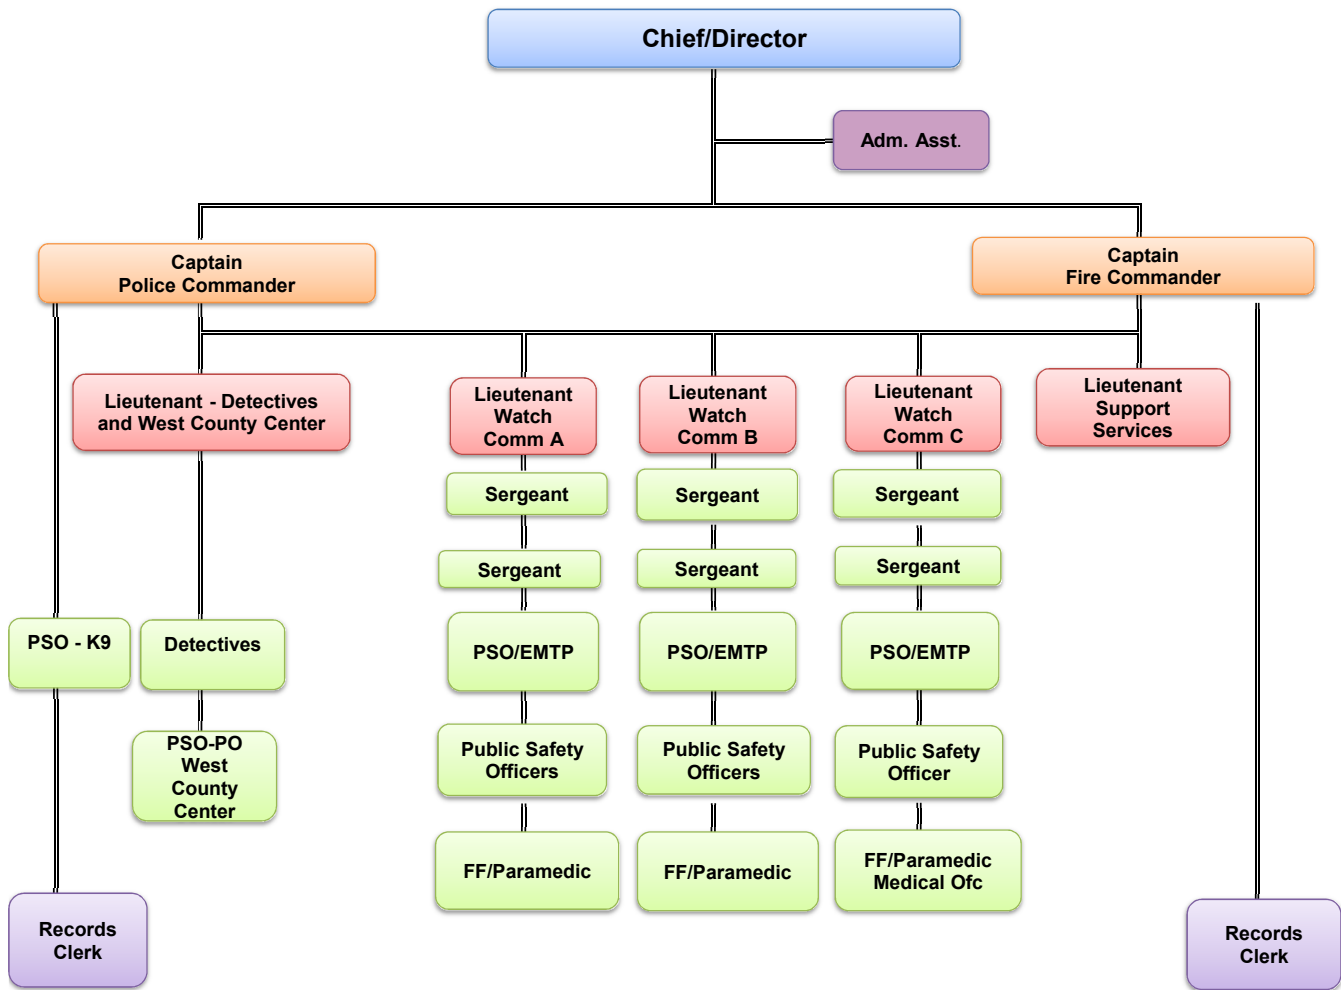 Chief/Director
Adm. Asst.
Captain
Police Commander
Captain
Fire Commander
Lieutenant - Detectives
and West County Center
Lieutenant
Watch
Comm A
Lieutenant
Watch
Comm B
Lieutenant
Watch
Comm C
Lieutenant
Support
Services
Sergeant
Sergeant
Sergeant
Sergeant
Sergeant
Sergeant
PSO - K9
Detectives
PSO/EMTP
PSO/EMTP
PSO/EMTP
PSO-PO
West
County
Center
Public Safety
Officers
Public Safety
Officers
Public Safety
Officer
FF/Paramedic
FF/Paramedic
FF/Paramedic
Medical Ofc
Records
Clerk
Records
Clerk